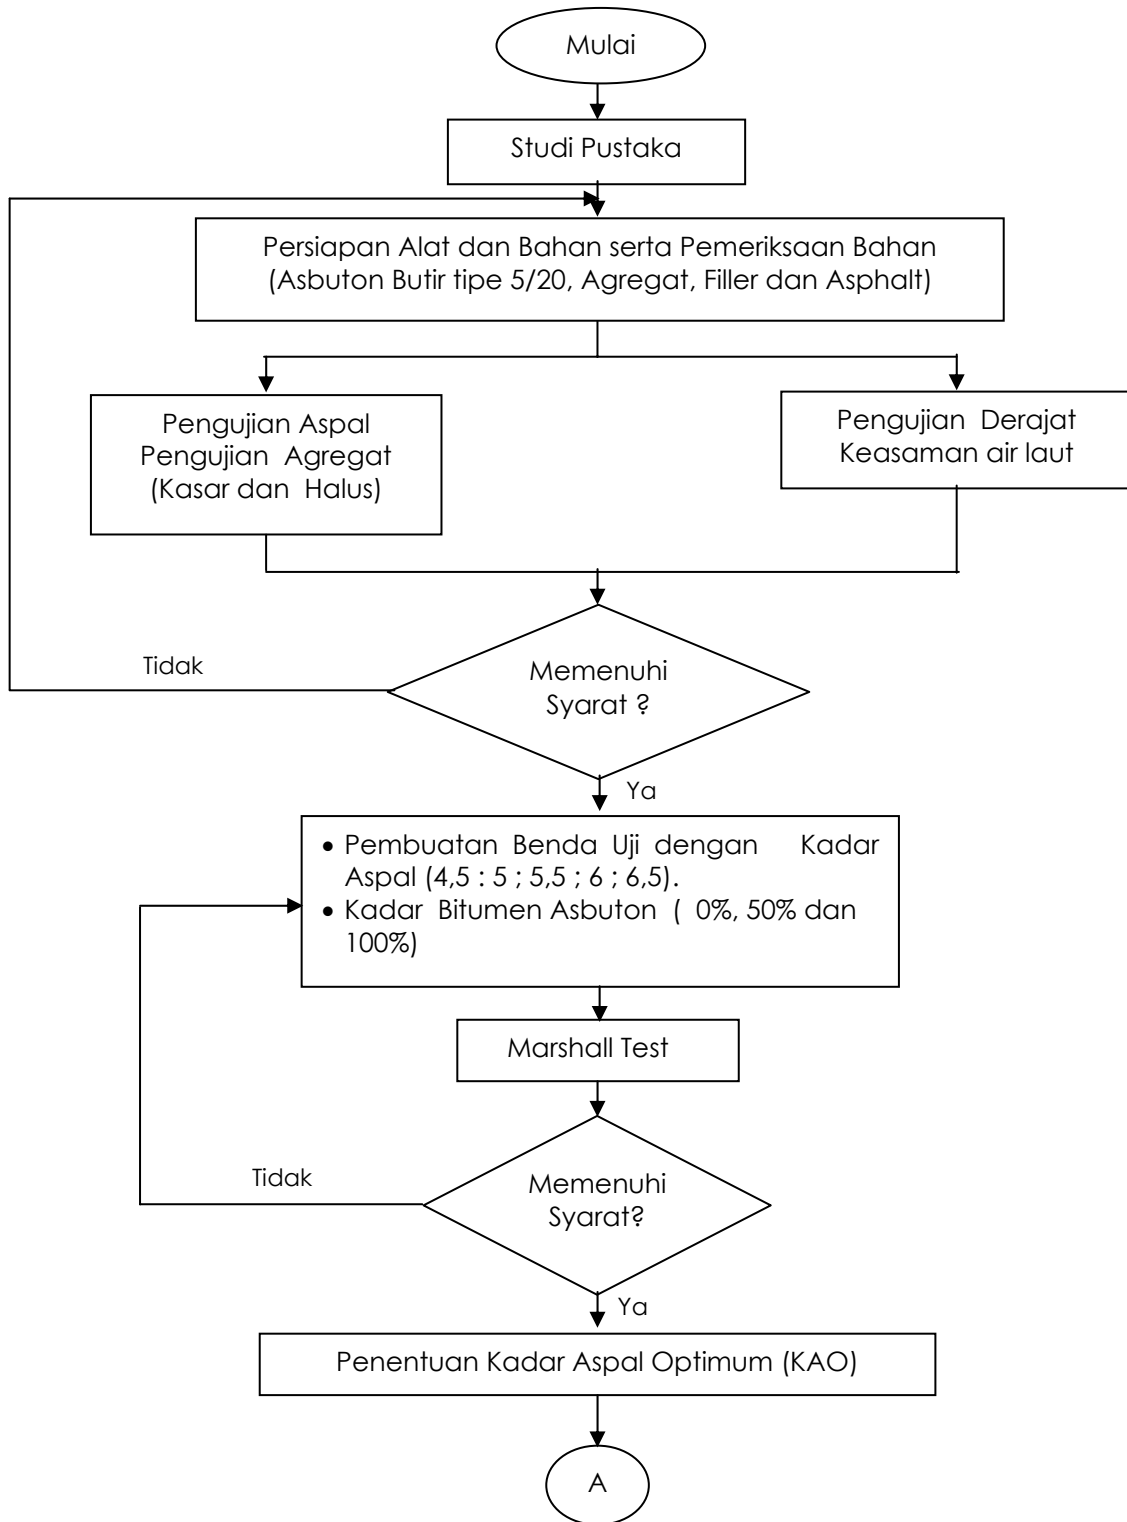 Mulai
Studi Pustaka
Persiapan Alat dan Bahan serta Pemeriksaan Bahan
(Asbuton Butir tipe 5/20, Agregat, Filler dan Asphalt)
Pengujian Aspal
Pengujian Agregat
(Kasar dan Halus)
Pengujian Derajat
Keasaman air laut
Tidak
Memenuhi
Syarat ?
Ya
• Pembuatan Benda Uji dengan Kadar
Aspal (4,5 : 5 ; 5,5 ; 6 ; 6,5).
• Kadar Bitumen Asbuton ( 0%, 50% dan
100%)
Marshall Test
Tidak
Memenuhi
Syarat?
Ya
Penentuan Kadar Aspal Optimum (KAO)
A